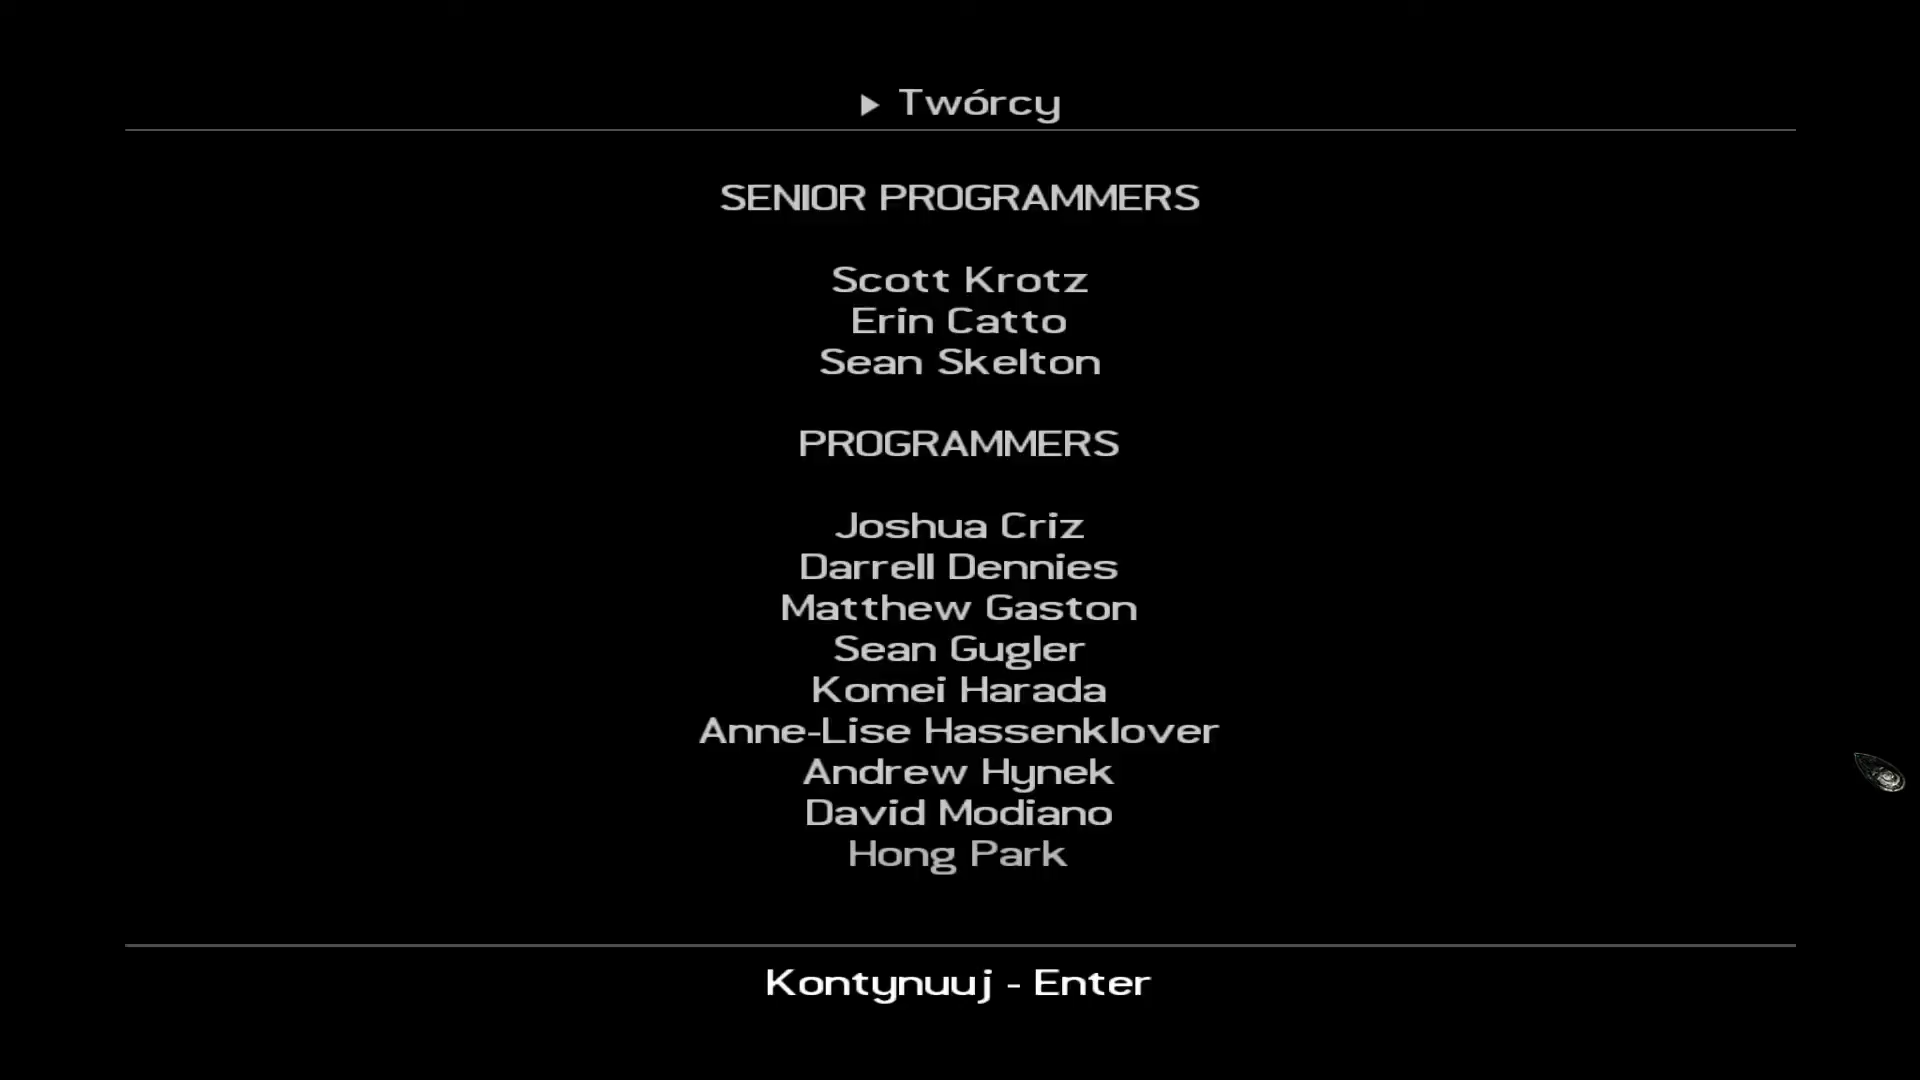 Twórcy
SENIOR PROGRAMMERS
Scott Krotz
Erin Catto
Sean Skelton
PROGRAMMERS
Joshua Criz
Darrell Dennies
Matthew Gaston
Sean Gugler
Komei Harada
Anne-Lise Hassenklover
Andrew Hynek
David Modiano
Hong Park
Kontynuuj - Enter